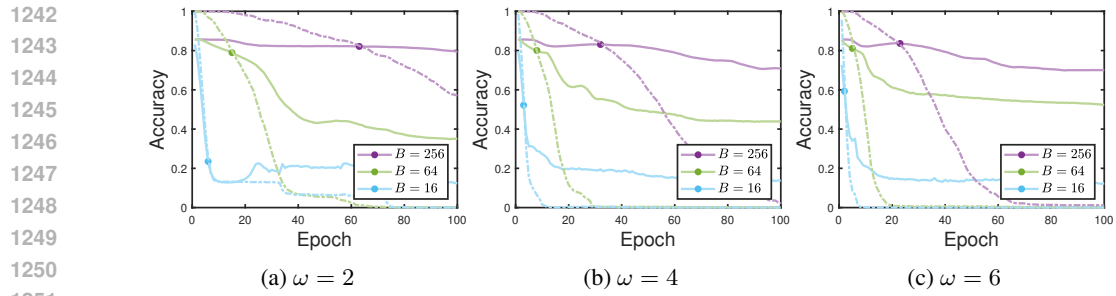 1242
1243
1244
1245
1246
1247
1248
1249
1250
1 0.8 0.6 0.4 0.2 0
Accuracy
0 20 40 60 80 100
Epoch
B = 256
B = 64
B = 16
(a) ω = 2
1 0.8 0.6 0.4 0.2 0
Accuracy
0 20 40 60 80 100
Epoch
B = 256
B = 64
B = 16
(b) ω = 4
1 0.8 0.6 0.4 0.2 0
Accuracy
0 20 40 60 80 100
Epoch
B = 256
B = 64
B = 16
(c) ω = 6